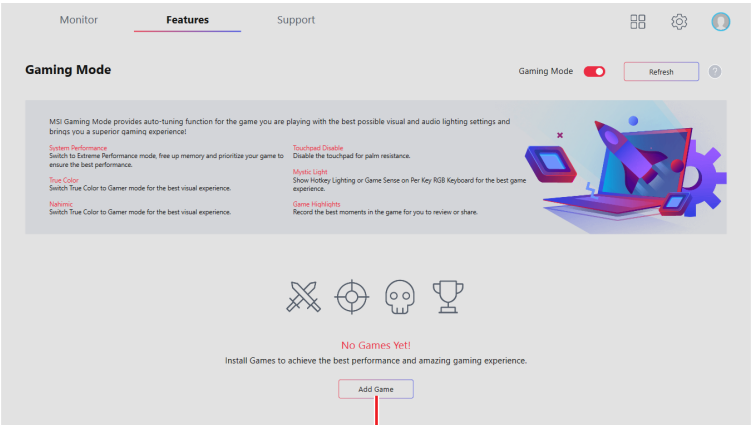 Monitor
Features
Support
Gaming Mode
Gaming Mode
Refresh
?
MSI Gaming Mode provides auto-tuning function for the game you are playing with the best possible visual and audio lighting settings and
brings you a superior gaming experience!
System Performance
Switch to Extreme Performance mode, free up memory and prioritize your game to
ensure the best performance.
True Color
Switch True Color to Gamer mode for the best visual experience.
Nahimic
Switch True Color to Gamer mode for the best visual experience.
Touchpad Disable
Disable the touchpad for palm resistance.
Mystic Light
Show Hotkey Lighting or Game Sense on Per Key RGB Keyboard for the best game
experience.
Game Highlights
Record the best moments in the game for you to review or share.
No Games Yet!
Install Games to achieve the best performance and amazing gaming experience.
Add Game